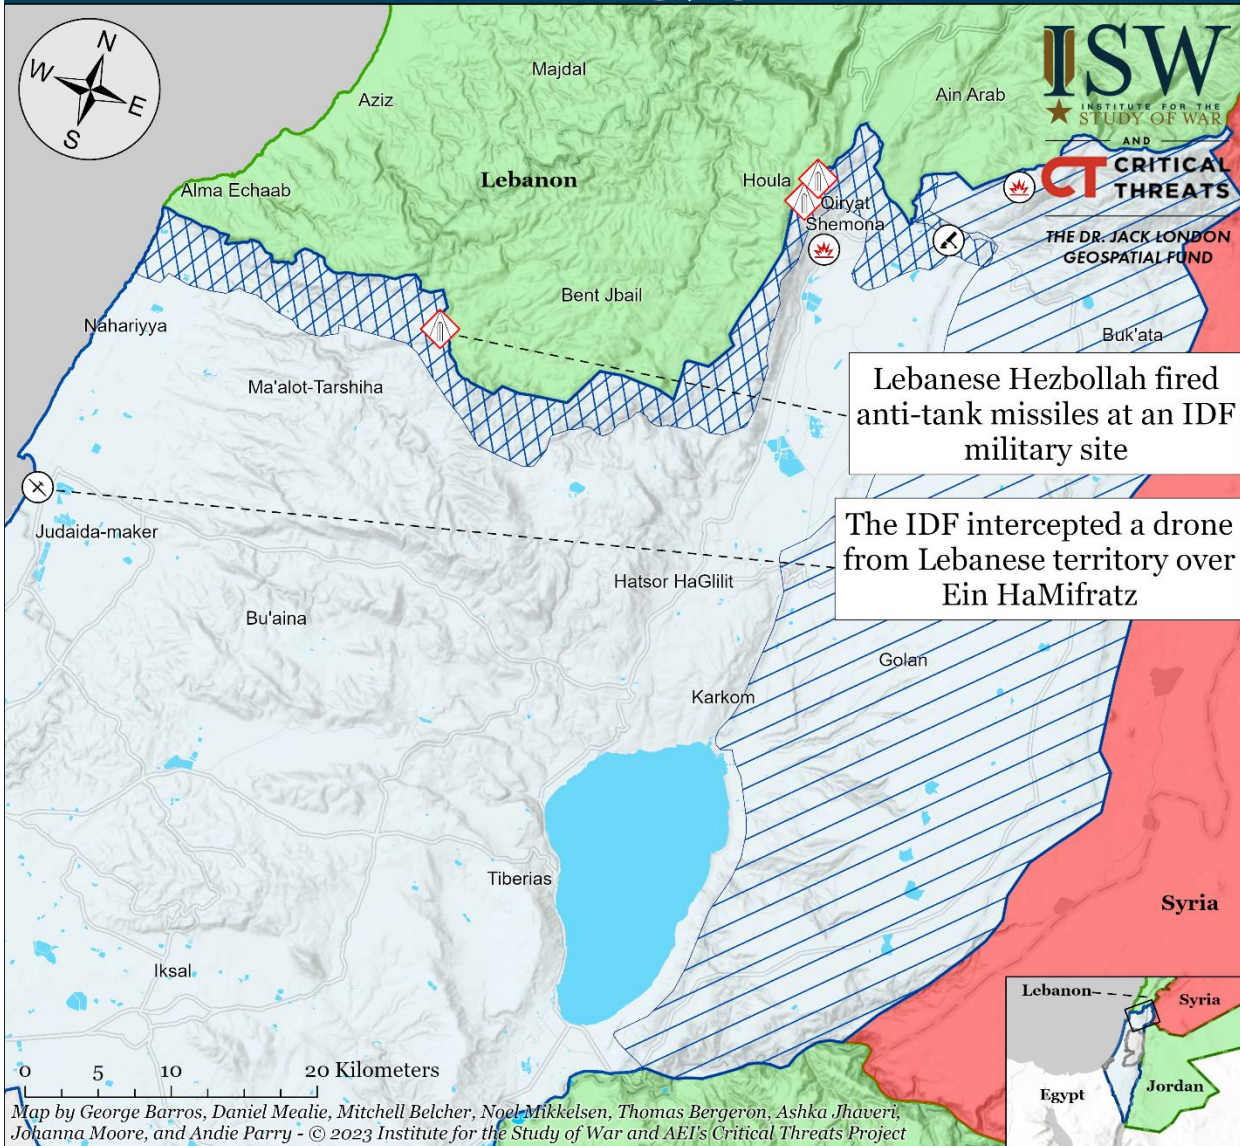 N
W
E
S
ISW
INSTITUTE FOR THE
STUDY OF WAR
AND
CT CRITICAL
THREATS
THE DR. JACK LONDON
GEOSPATIAL FUND
Majdal
Aziz
Ain Arab
Lebanon
Alma Echaab
Houla
Qiryat
Shemona
Bent Jbail
Nahariyya
Buk'ata
Ma'alot-Tarshiha
Lebanese Hezbollah fired
anti-tank missiles at an IDF
military site
The IDF intercepted a drone
from Lebanese territory over
Ein HaMifratz
Judaida-maker
Hatsor HaGlilit
Bu'aina
Golan
Karkom
Tiberias
Syria
Iksal
Lebanon
Syria
Egypt
Jordan
0 5 10 20 Kilometers
Map by George Barros, Daniel Mealie, Mitchell Belcher, Noel Mikkelsen, Thomas Bergeron, Ashka Jhaveri,
Johanna Moore, and Andie Parry - © 2023 Institute for the Study of War and AEI's Critical Threats Project